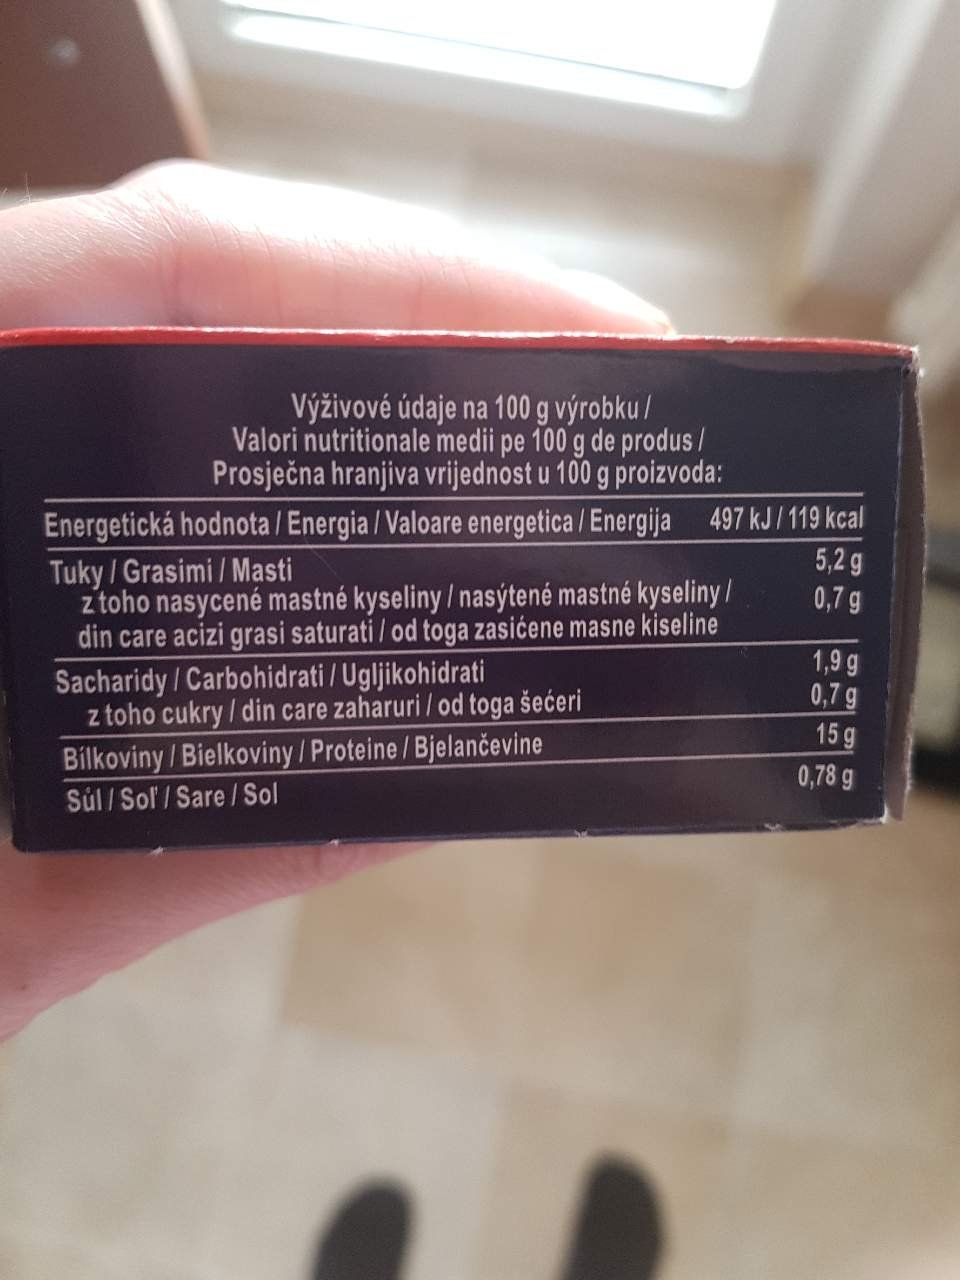 Výživové údaje na 100 g výrobku /
Valori nutritionale medii pe 100 g de produs /
Prosječna hranjiva vrijednost u 100 g proizvoda:
Energetická hodnota / Energia / Valoare energetica / Energija 497 kJ / 119 kcal
Tuky / Grasimi / Masti 5,2 g
z toho nasycené mastné kyseliny / nasýtené mastné kyseliny / 0,7 g
din care acizi grasi saturati / od toga zasićene masne kiseline
Sacharidy / Carbohidrati / Ugljikohidrati 1,9 g
z toho cukry / din care zaharuri / od toga šećeri 0,7 g
Bílkoviny / Bielkoviny / Proteine / Bjelančevine 15 g
Sůl / Soľ / Sare / Sol 0,78 g